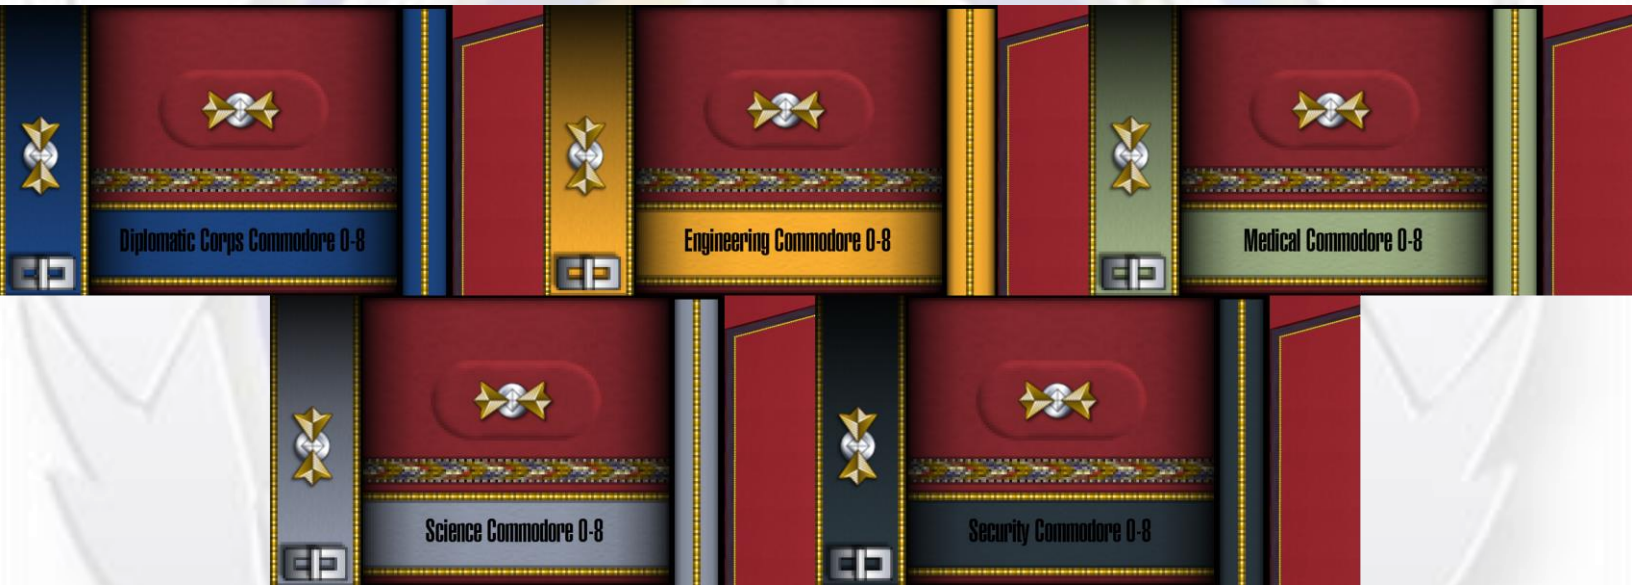 Diplomatic Corps Commodore O-8
Engineering Commodore O-8
Medical Commodore O-8
Science Commodore O-8
Security Commodore O-8